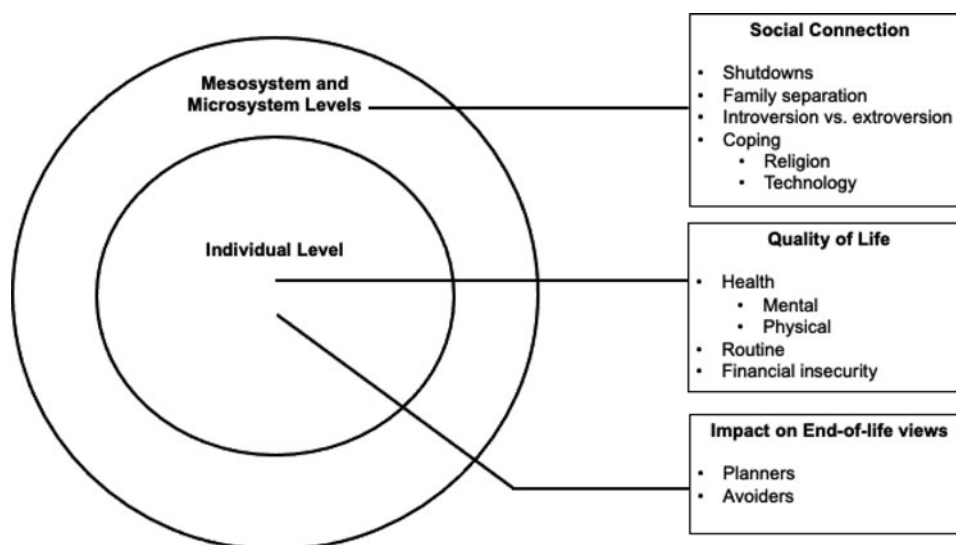 Mesosystem and
Microsystem Levels
Individual Level
Social Connection
• Shutdowns
• Family separation
• Introversion vs. extroversion
• Coping
• Religion
• Technology
Quality of Life
• Health
• Mental
• Physical
• Routine
• Financial insecurity
Impact on End-of-life views
• Planners
• Avoiders